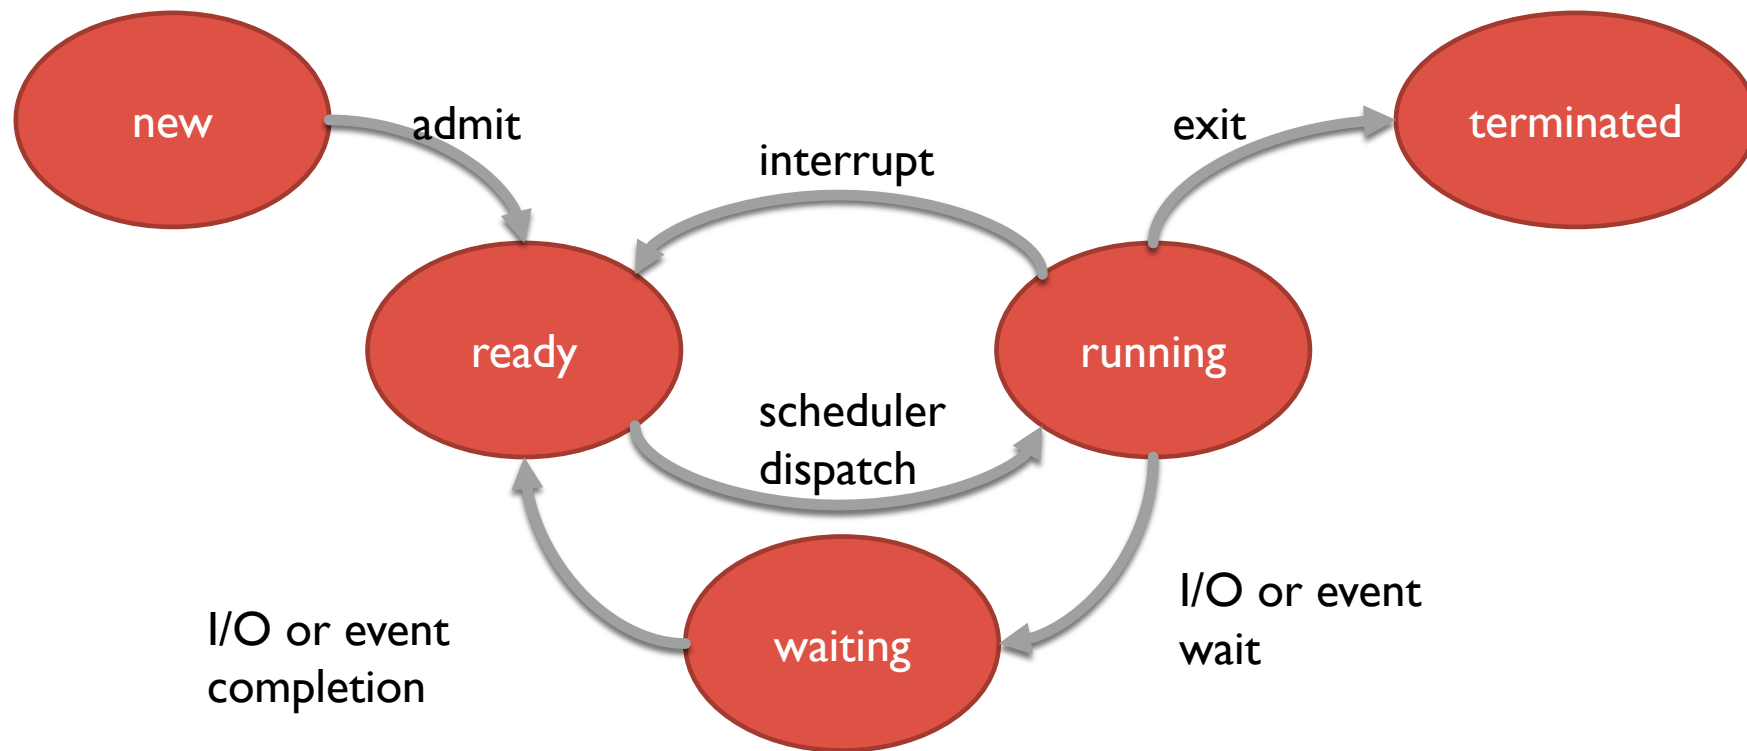 new
admit
interrupt
exit
terminated
ready
running
scheduler
dispatch
I/O or event
wait
I/O or event
completion
waiting